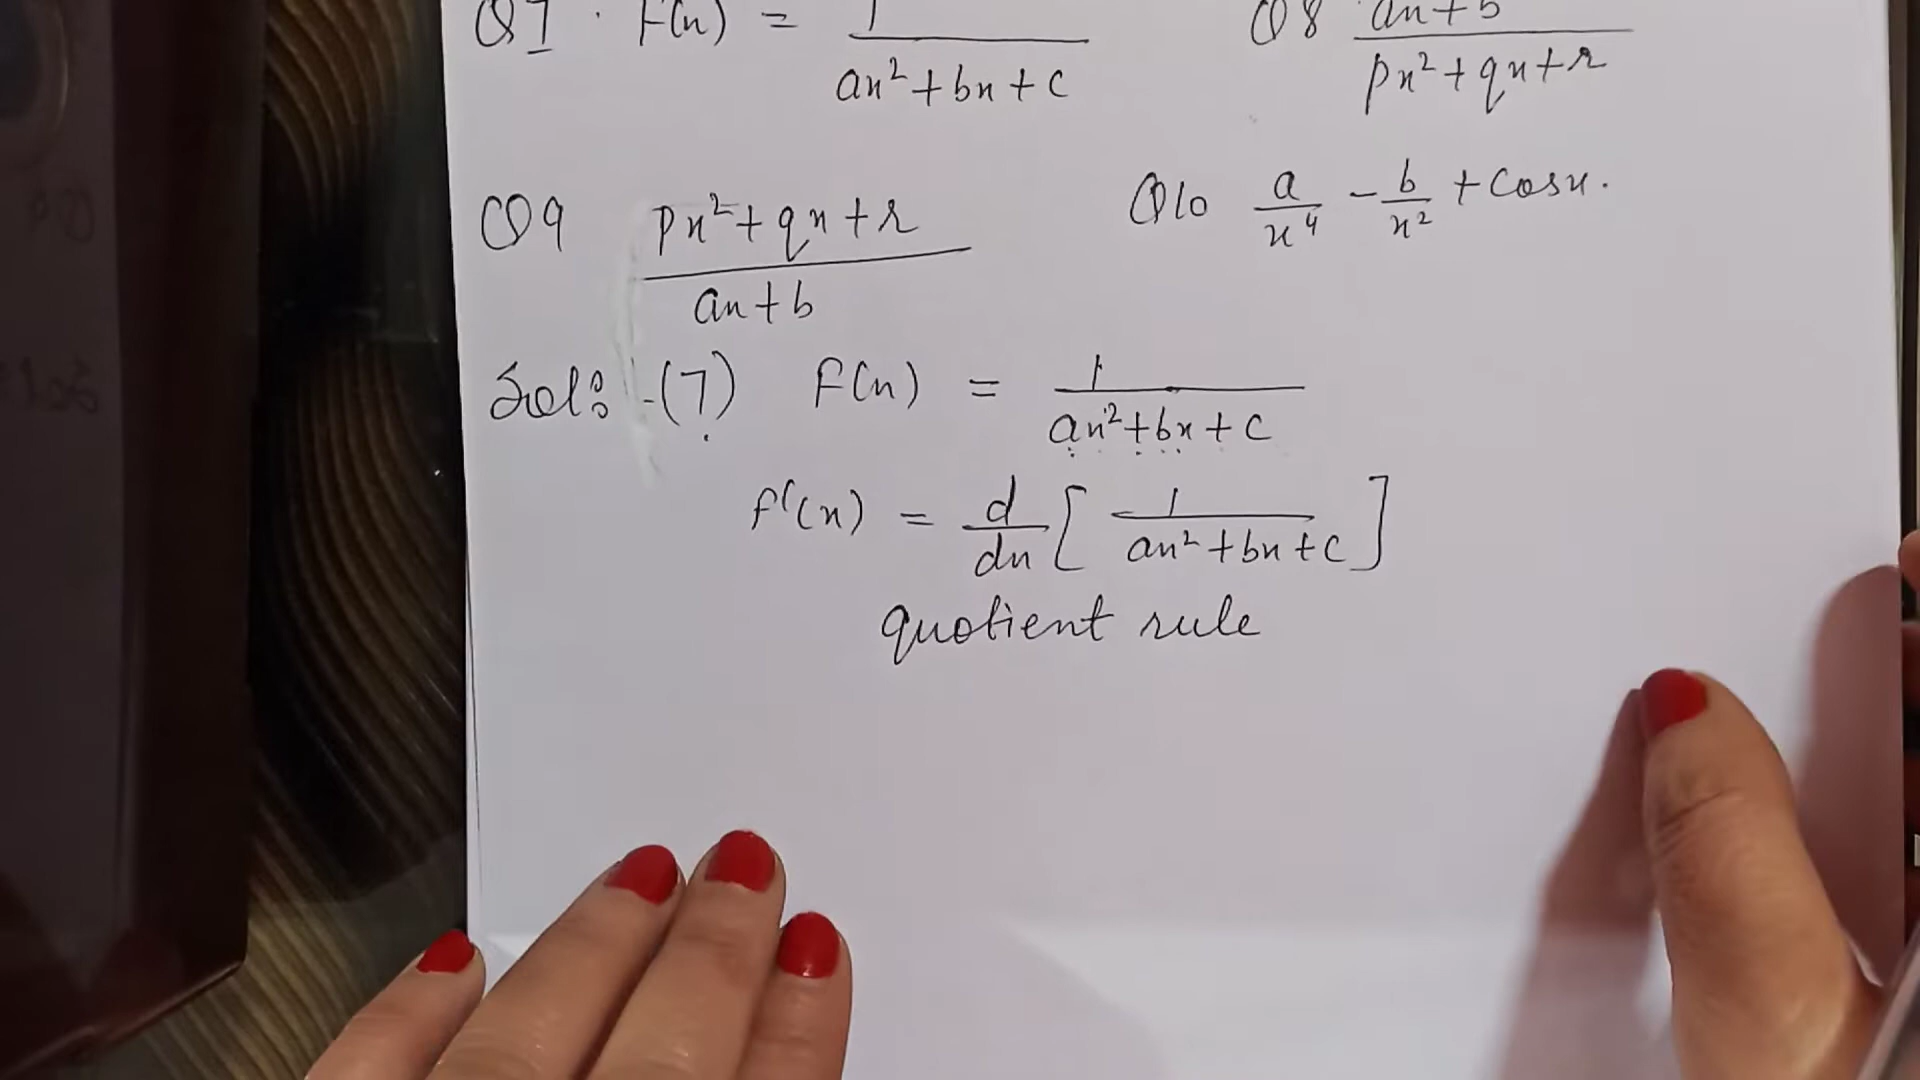 Q7. f(x) = 1/(ax²+bx+c) Q8 (ax+b)/(px²+qx+r)
Q9 (px²+qx+r)/(ax+b) Q10 a/x⁴ - b/x² + cosx.
Sol: -(7) f(x) = 1/(ax²+bx+c)
f'(x) = d/dx [1/(ax²+bx+c)]
quotient rule